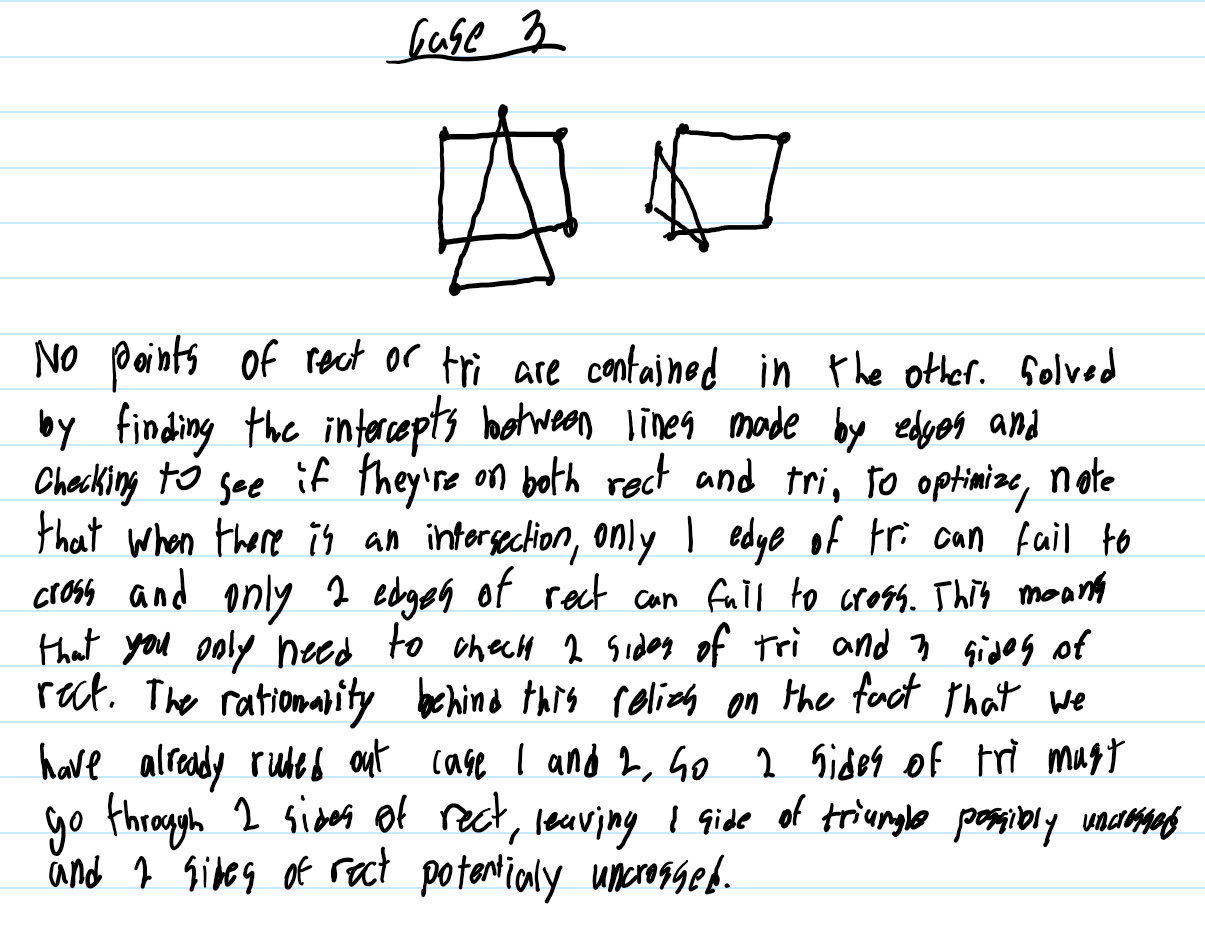 Case 3
No points of rect or tri are contained in the other. Solved
by finding the intercepts between lines made by edges and
Checking to see if they're on both rect and tri, to optimize, note
that when there is an intersection, only 1 edge of tri can fail to
cross and only 2 edges of rect can fail to cross. This means
that you only need to check 2 sides of tri and 3 sides of
rect. The rationality behind this relies on the fact that we
have already ruled out case 1 and 2, so 2 sides of tri must
go through 2 sides of rect, leaving 1 side of triangle possibly uncrossed
and 2 sides of rect potentialy uncrossed.